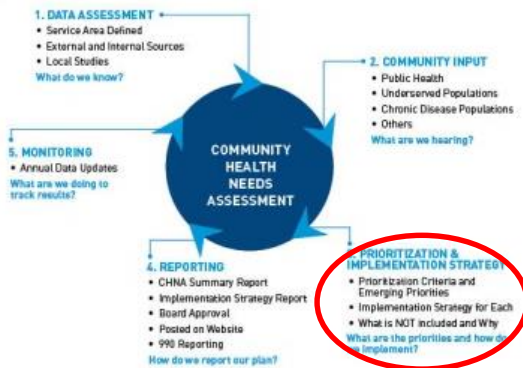 1. DATA ASSESSMENT
• Service Area Defined
• External and Internal Sources
• Local Studies
What do we know?
2. COMMUNITY INPUT
• Public Health
• Underserved Populations
• Chronic Disease Populations
• Others
What are we hearing?
COMMUNITY
HEALTH
NEEDS
ASSESSMENT
5. MONITORING
• Annual Data Updates
What are we doing to
track results?
4. REPORTING
• CHNA Summary Report
• Implementation Strategy Report
• Board Approval
• Posted on Website
• 990 Reporting
How do we report our plan?
PRIORITIZATION &
IMPLEMENTATION STRATEGY
• Prioritization Criteria and
Emerging Priorities
• Implementation Strategy for Each
• What is NOT Included and Why
What are the priorities and how do
we implement?